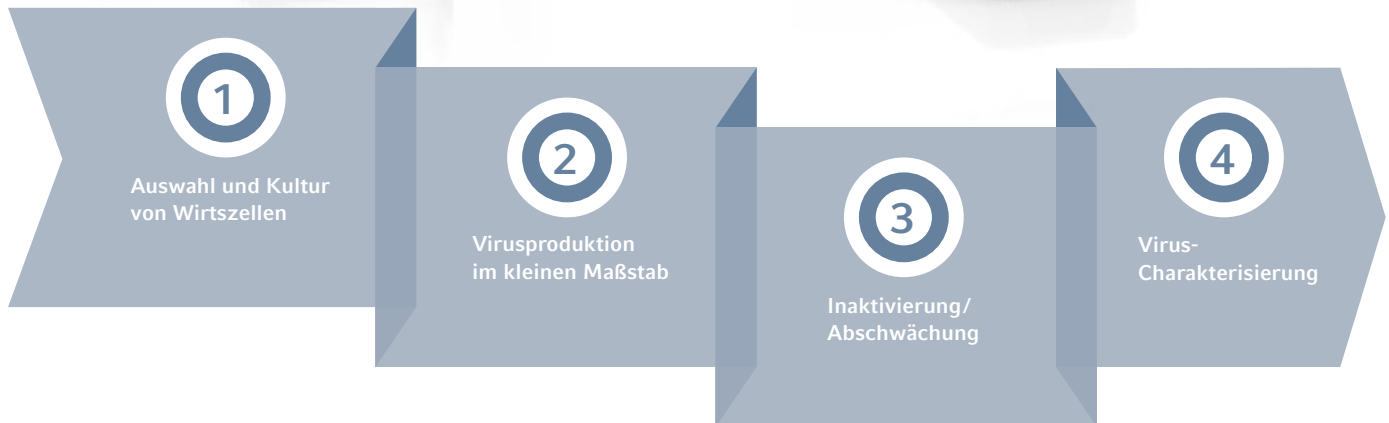 1
Auswahl und Kultur
von Wirtszellen
2
Virusproduktion
im kleinen Maßstab
3
Inaktivierung/
Abschwächung
4
Virus-
Charakterisierung